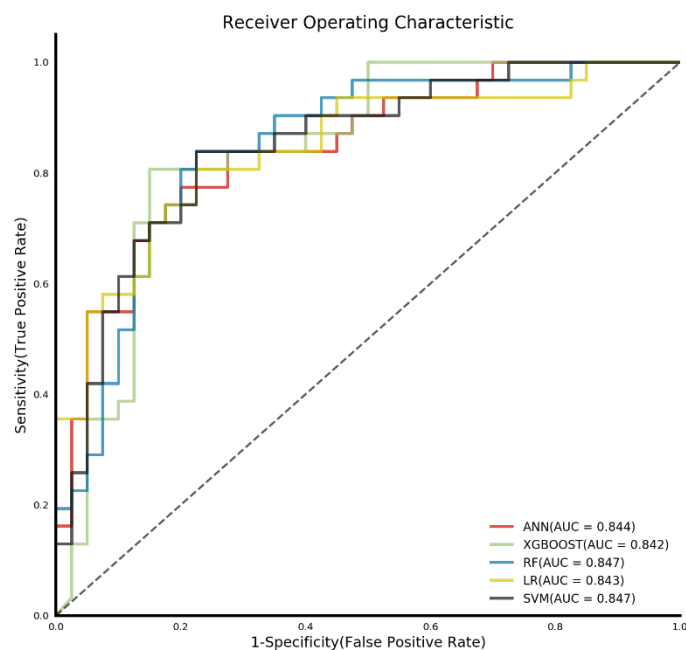 Receiver Operating Characteristic
Sensitivity(True Positive Rate)
1.0
0.8
0.6
0.4
0.2
0.0
ANN(AUC = 0.844)
XGBOOST(AUC = 0.842)
RF(AUC = 0.847)
LR(AUC = 0.843)
SVM(AUC = 0.847)
0.0 0.2 0.4 0.6 0.8 1.0
1-Specificity(False Positive Rate)